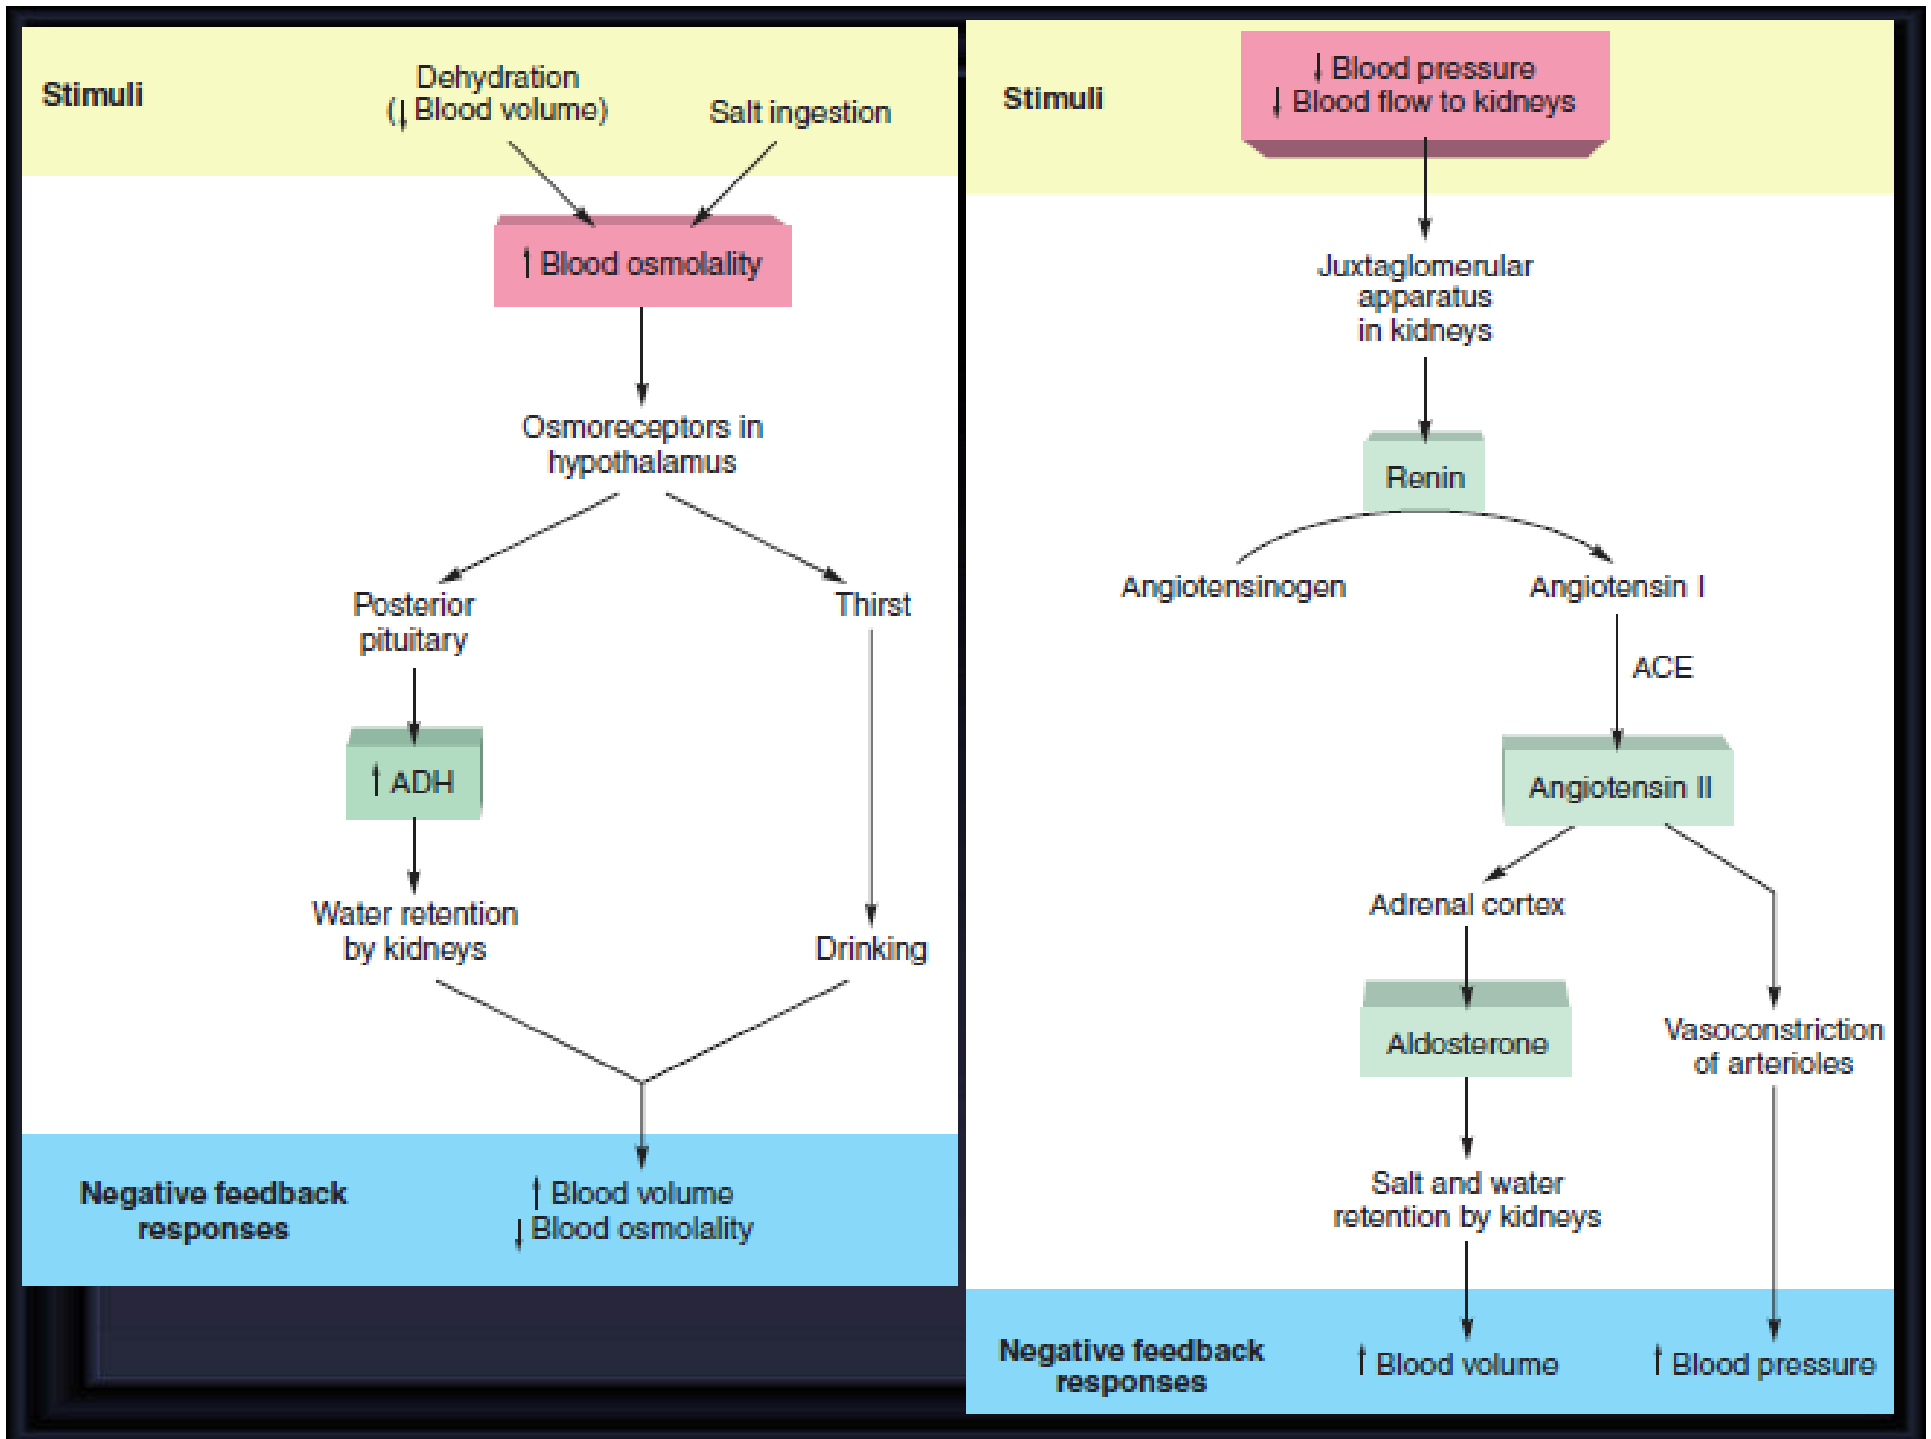 Stimuli
Dehydration
(↓ Blood volume)
Salt ingestion
↑ Blood osmolality
Osmoreceptors in
hypothalamus
Posterior
pituitary
Thirst
↑ ADH
Water retention
by kidneys
Drinking
Negative feedback
responses
↑ Blood volume
↓ Blood osmolality
Stimuli
↓ Blood pressure
↓ Blood flow to kidneys
Juxtaglomerular
apparatus
in kidneys
Renin
Angiotensinogen
Angiotensin I
ACE
Angiotensin II
Adrenal cortex
Aldosterone
Vasoconstriction
of arterioles
Salt and water
retention by kidneys
Negative feedback
responses
↑ Blood volume
↑ Blood pressure